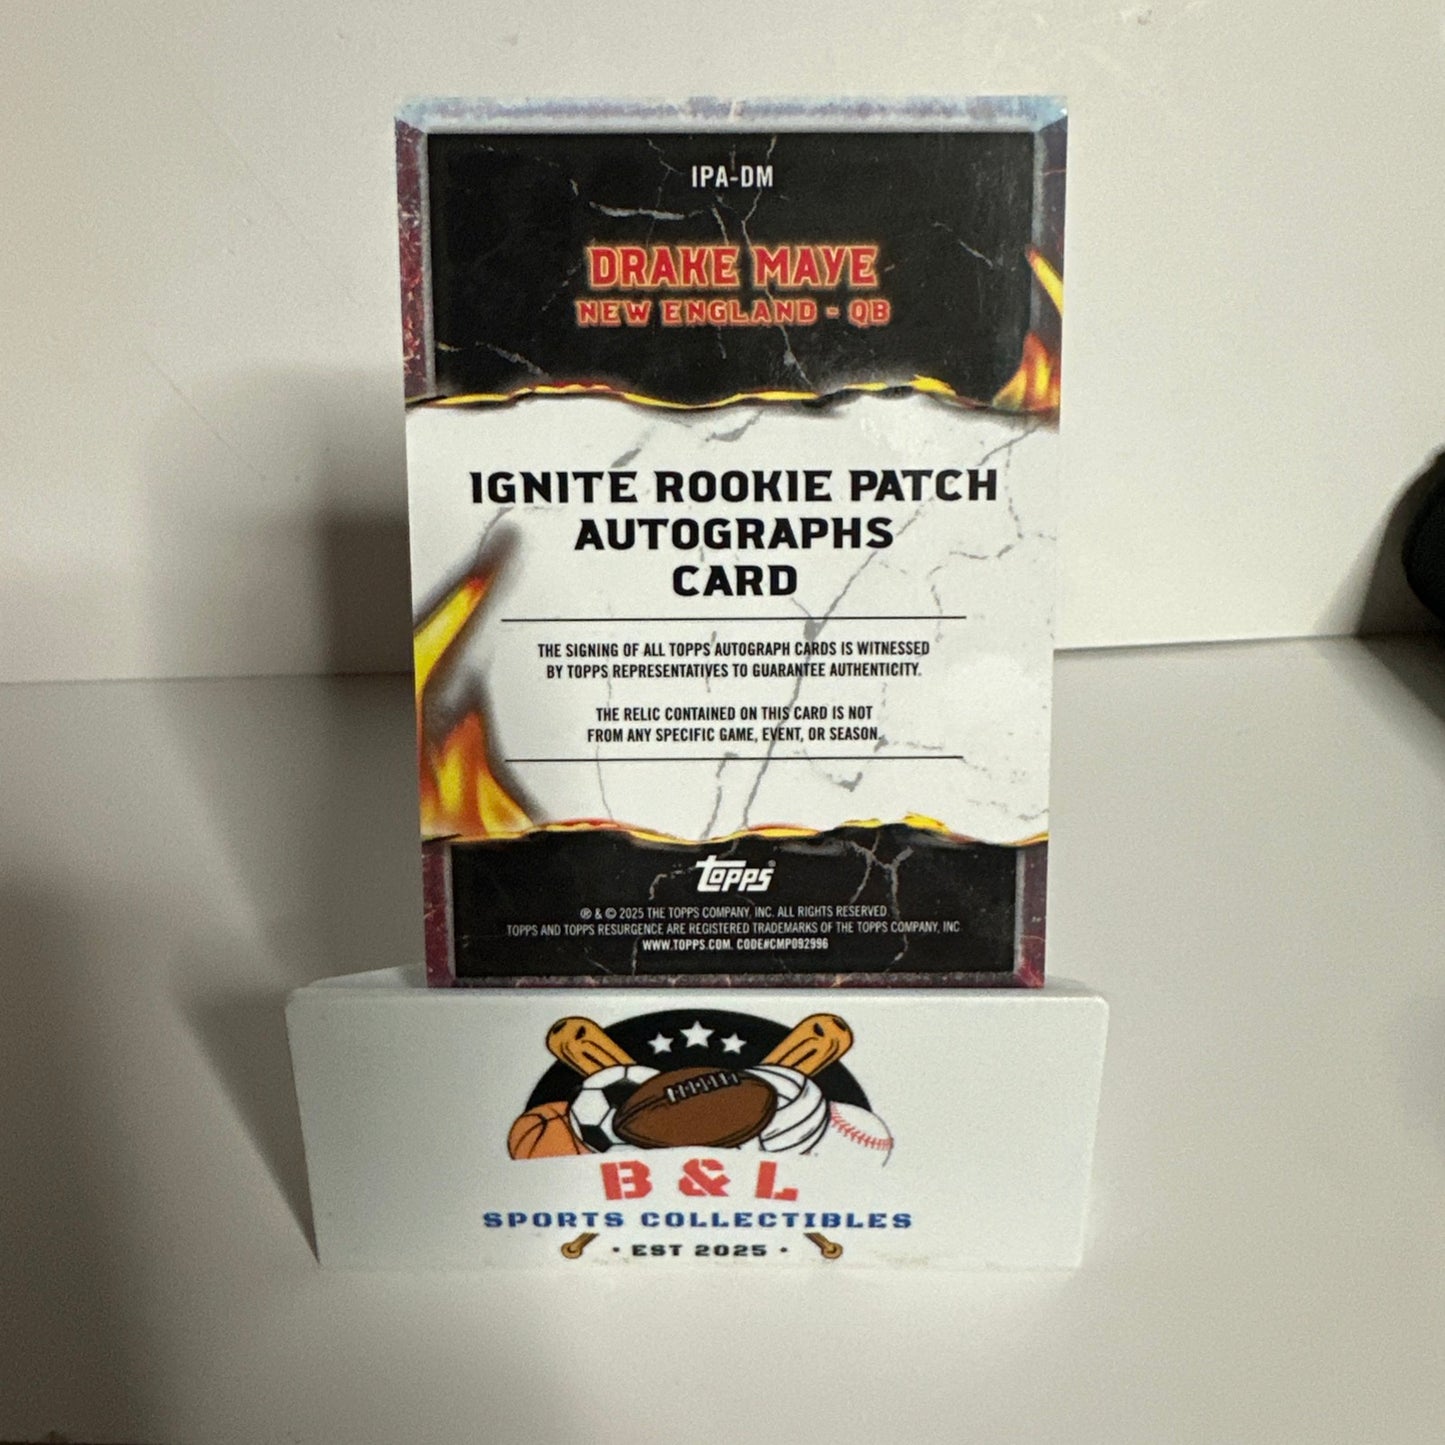 IPA-DM
DRAKE MAYE
NEW ENGLAND - QB
IGNITE ROOKIE PATCH
AUTOGRAPHS
CARD
THE SIGNING OF ALL TOPPS AUTOGRAPH CARDS IS WITNESSED
BY TOPPS REPRESENTATIVES TO GUARANTEE AUTHENTICITY.
THE RELIC CONTAINED ON THIS CARD IS NOT
FROM ANY SPECIFIC GAME, EVENT, OR SEASON.
topps®
℗ & © 2025 THE TOPPS COMPANY, INC. ALL RIGHTS RESERVED.
TOPPS AND TOPPS RESURGENCE ARE REGISTERED TRADEMARKS OF THE TOPPS COMPANY, INC.
WWW.TOPPS.COM. CODE#CMP092996
B & L
SPORTS COLLECTIBLES
• EST 2025 •